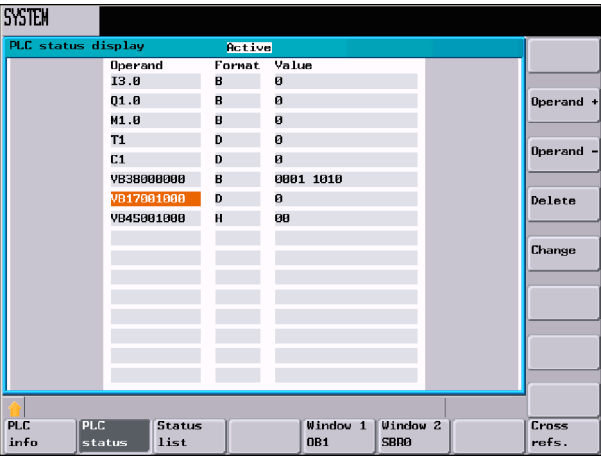 SYSTEM
PLC status display Active
Operand Format Value
I3.0 B 0
Q1.0 B 0
M1.0 B 0
T1 D 0
C1 D 0
VB38000000 B 0001 1010
VB17001000 D 0
VB45001000 H 00
Operand +
Operand -
Delete
Change
PLC info
PLC status
Status list
Window 1 OB1
Window 2 SBR0
Cross refs.